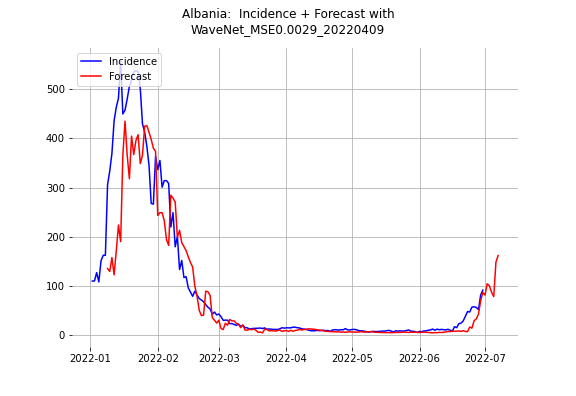 Albania:  Incidence + Forecast with
WaveNet_MSE0.0029_20220409
Incidence
Forecast
500
400
300
200
100
0
2022-01 2022-02 2022-03 2022-04 2022-05 2022-06 2022-07